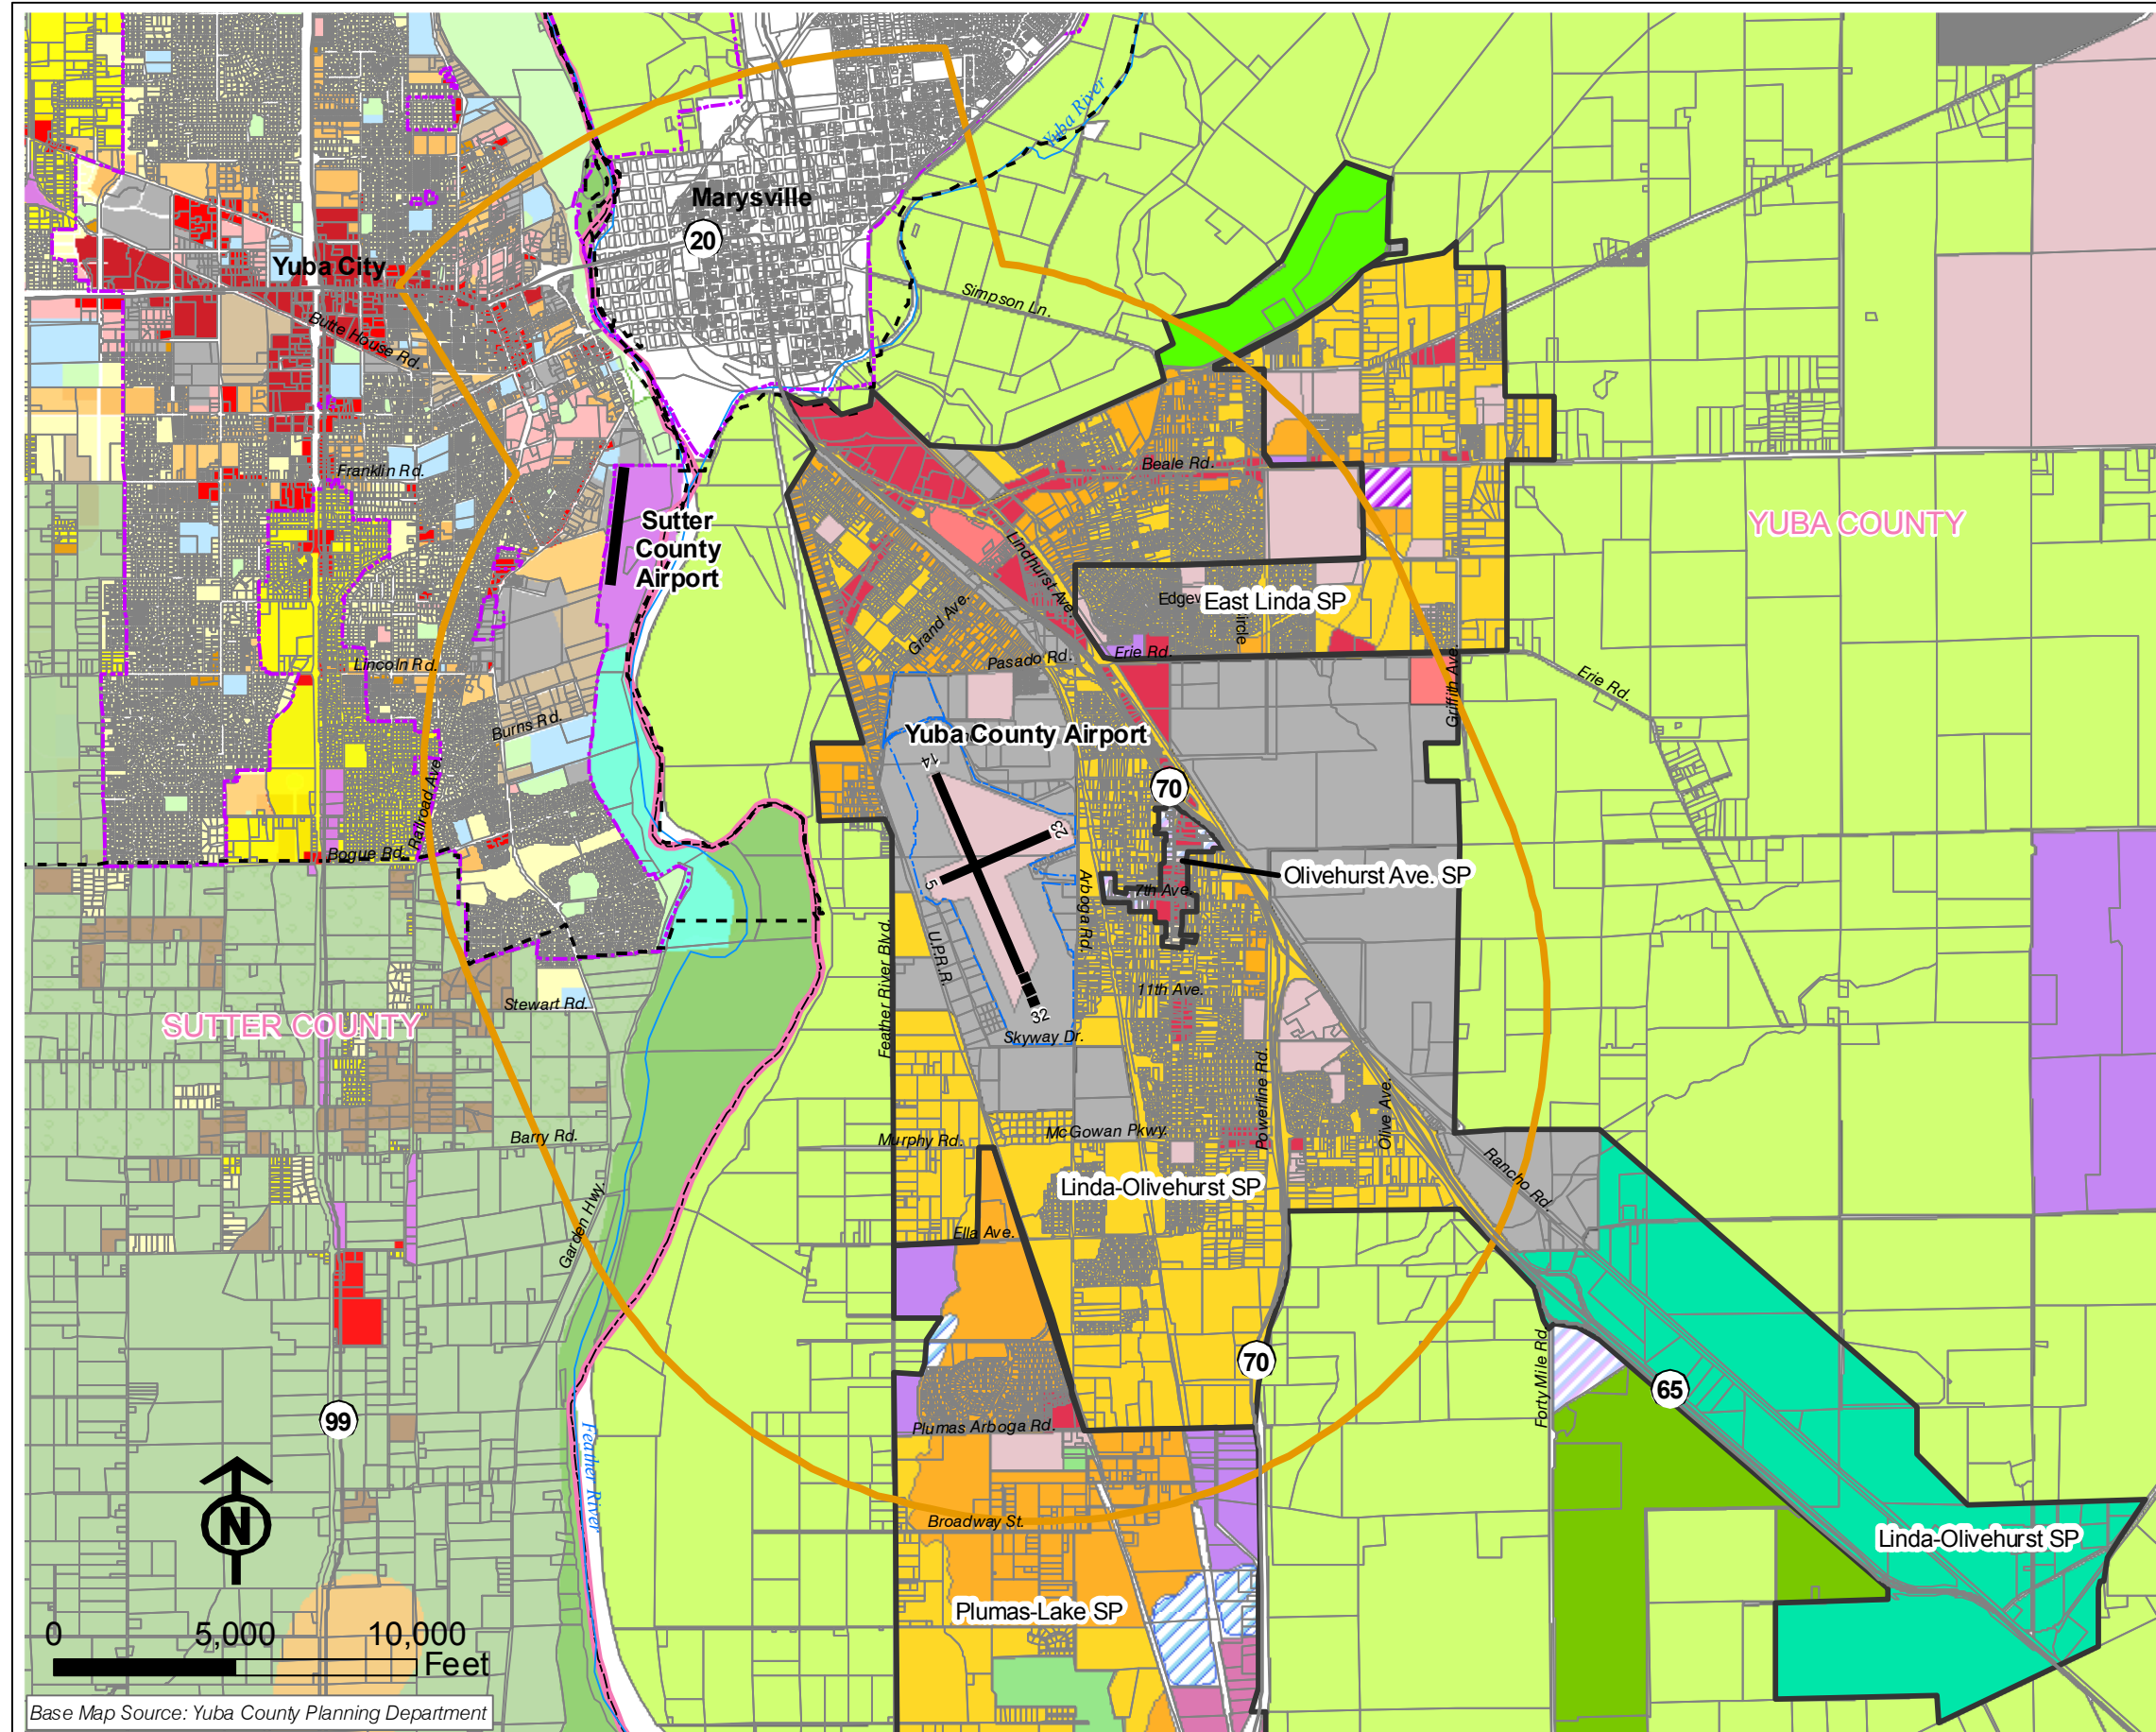 Yuba River
Marysville
20
Yuba City
Simpson Ln.
Butte House Rd.
Franklin Rd.
Beale Rd.
Sutter
County
Airport
YUBA COUNTY
Lindhurst Ave.
Edgew
East Linda SP
ircle
Grand Ave.
Pasado Rd.
Erie Rd.
Lincoln Rd.
Griffith Ave.
Erie Rd.
Burns Rd.
Yuba County Airport
14
70
Railroad Ave.
23
Bogue Rd.
Olivehurst Ave. SP
5
7th Ave.
Arboga Rd.
U.P.R.R.
Feather River Blvd.
11th Ave.
Stewart Rd.
SUTTER COUNTY
32
Skyway Dr.
Powerline Rd.
Olive Ave.
Barry Rd.
Murphy Rd.
McGowan Pkwy.
Rancho Rd.
Linda-Olivehurst SP
Garden Hwy.
Ella Ave.
70
Forty Mile Rd
65
99
Plumas Arboga Rd.
Feather River
N
Broadway St.
Linda-Olivehurst SP
Plumas-Lake SP
0 5,000 10,000
Feet
Base Map Source: Yuba County Planning Department